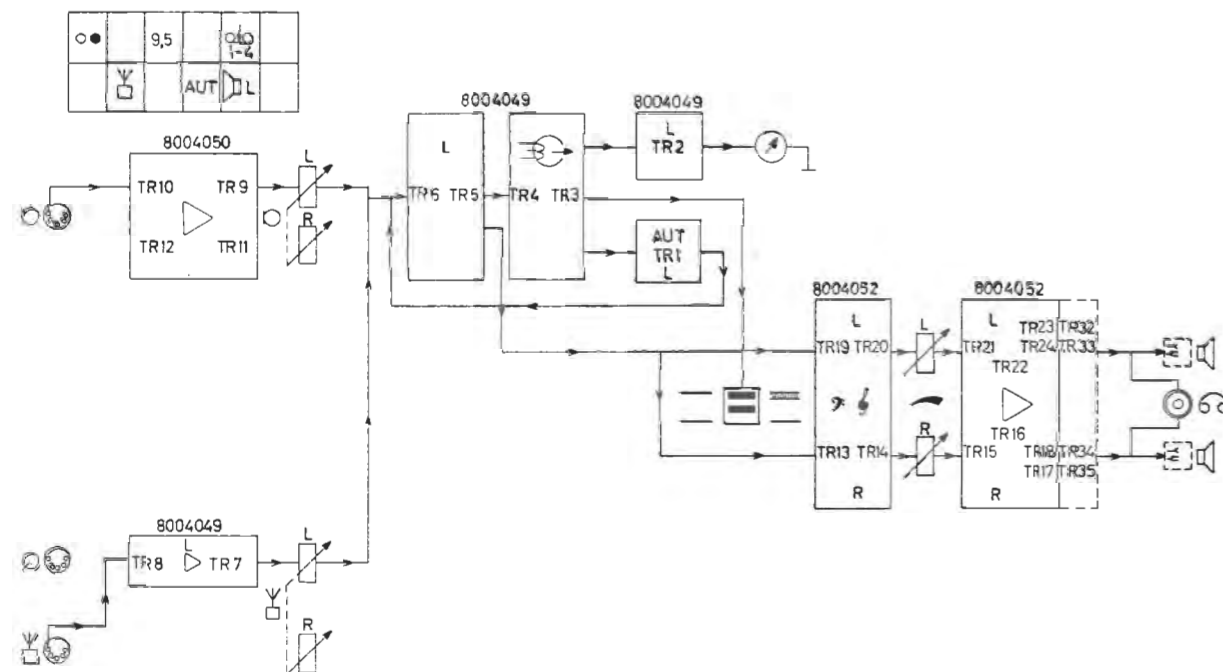 9,5
1-4
AUT L
8004050
TR10 TR9
TR12 TR11
L
R
8004049
L
TR6 TR5
TR4 TR3
8004049
L
TR2
AUT
TR1
L
8004052
L
TR19 TR20
TR13 TR14
R
L
R
8004052
L
TR23 TR32
TR21 TR24 TR33
TR22
TR16
TR15 TR18 TR34
TR17 TR35
R
8004049
L
TR8 TR7
L
R